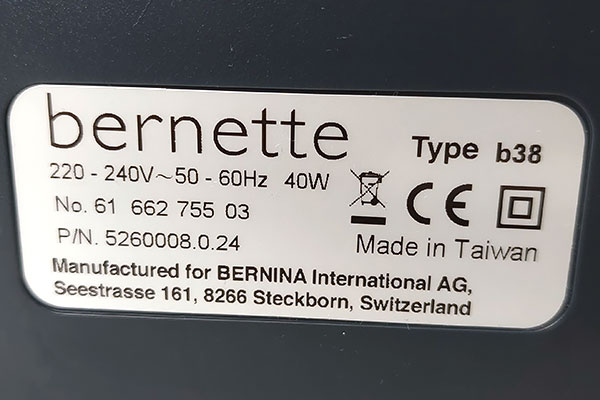 bernette Type b38
220 - 240V~50 - 60Hz 40W
No. 61 662 755 03
P/N. 5260008.0.24
CE
Made in Taiwan
Manufactured for BERNINA International AG,
Seestrasse 161, 8266 Steckborn, Switzerland